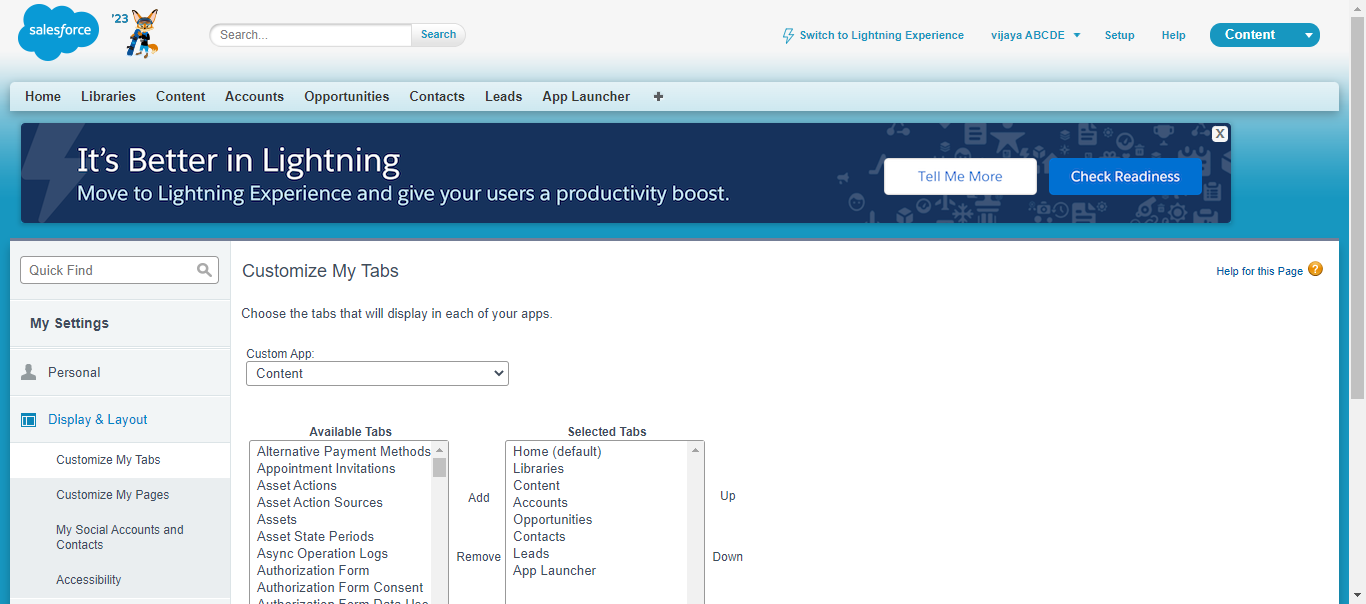 salesforce
'23
Search...
Search
Switch to Lightning Experience
vijaya ABCDE
Setup
Help
Content
Home
Libraries
Content
Accounts
Opportunities
Contacts
Leads
App Launcher
+
It's Better in Lightning
Move to Lightning Experience and give your users a productivity boost.
Tell Me More
Check Readiness
X
Quick Find
My Settings
Personal
Display & Layout
Customize My Tabs
Customize My Pages
My Social Accounts and
Contacts
Accessibility
Customize My Tabs
Help for this Page
?
Choose the tabs that will display in each of your apps.
Custom App:
Content
Available Tabs
Alternative Payment Methods
Appointment Invitations
Asset Actions
Asset Action Sources
Assets
Asset State Periods
Async Operation Logs
Authorization Form
Authorization Form Consent
Authorization Form Data Use
Add
Remove
Selected Tabs
Home (default)
Libraries
Content
Accounts
Opportunities
Contacts
Leads
App Launcher
Up
Down